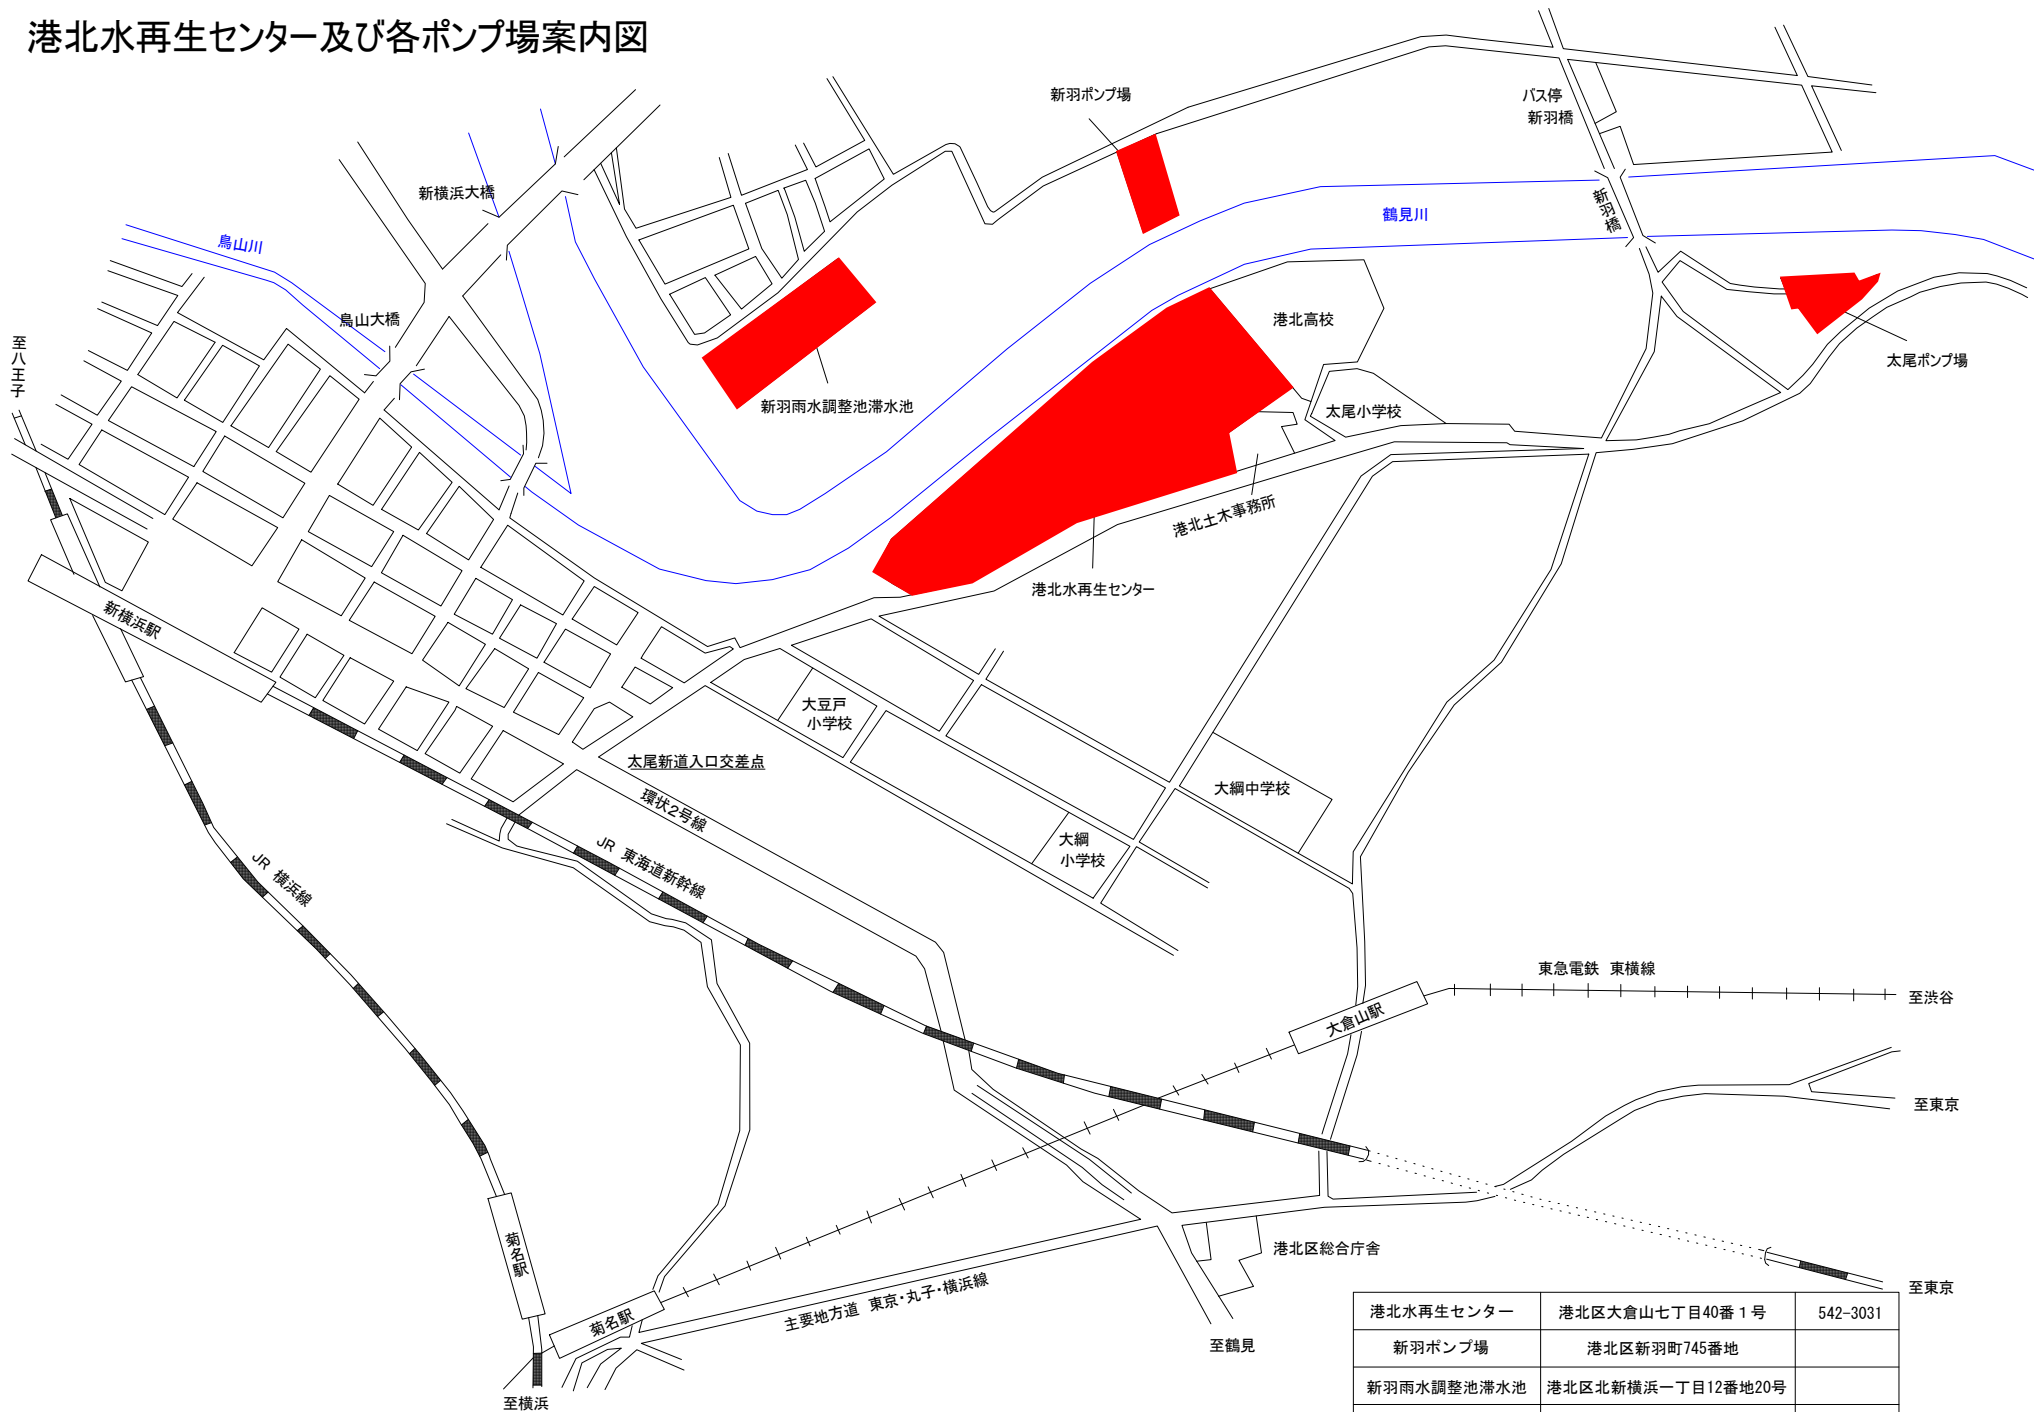 港北水再生センター及び各ポンプ場案内図
新羽ポンプ場
バス停
新羽橋
新横浜大橋
新羽橋
鶴見川
鳥山川
鳥山大橋
港北高校
至八王子
太尾ポンプ場
新羽雨水調整池滞水池
太尾小学校
港北土木事務所
港北水再生センター
新横浜駅
大豆戸
小学校
太尾新道入口交差点
大綱中学校
環状2号線
大綱
小学校
JR 東海道新幹線
JR 横浜線
東急電鉄 東横線
至渋谷
大倉山駅
至東京
菊名駅
港北区総合庁舎
至東京
主要地方道 東京・丸子・横浜線
菊名駅
至鶴見
至横浜
港北水再生センター 港北区大倉山七丁目40番1号 542-3031
新羽ポンプ場 港北区新羽町745番地
新羽雨水調整池滞水池 港北区北新横浜一丁目12番地20号